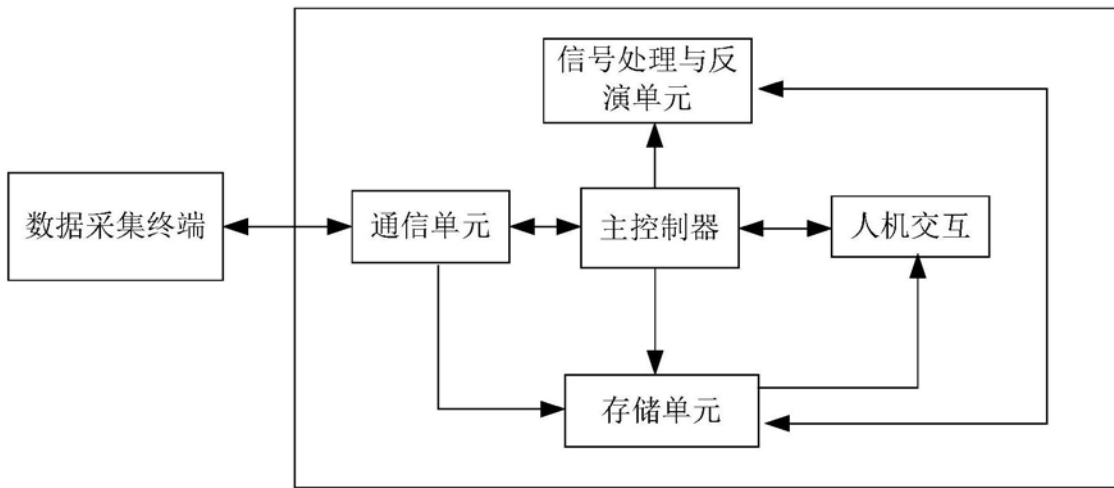 信号处理与反
演单元
数据采集终端
通信单元
主控制器
人机交互
存储单元